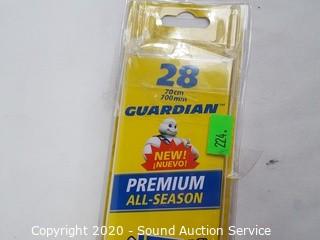 28
70cm
700mm
GUARDIAN™
NEW!
¡NUEVO!
224.
PREMIUM
ALL-SEASON
Copyright 2020 - Sound Auction Service